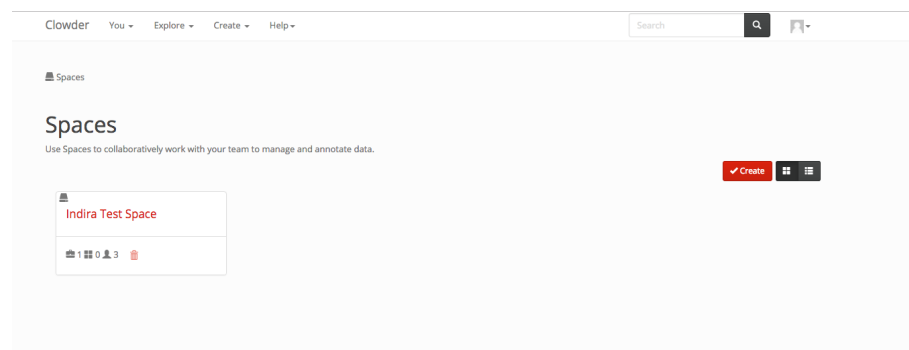 Clowder You Explore Create Help Search
Spaces
Spaces
Use Spaces to collaboratively work with your team to manage and annotate data.
Create
Indira Test Space
1 0 3